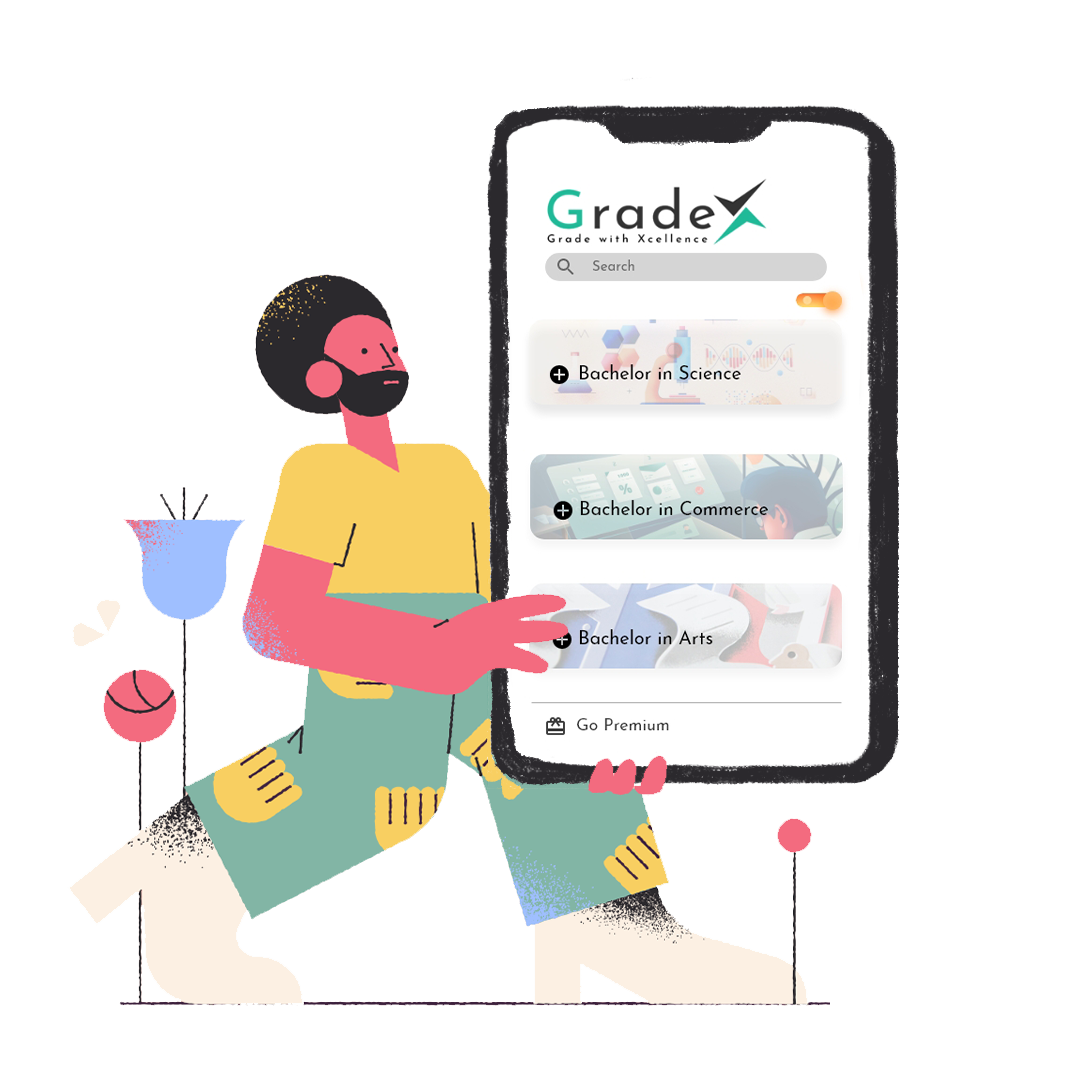 GradeX
Grade with Xcellence
Search
Bachelor in Science
%
Bachelor in Commerce
Bachelor in Arts
Go Premium